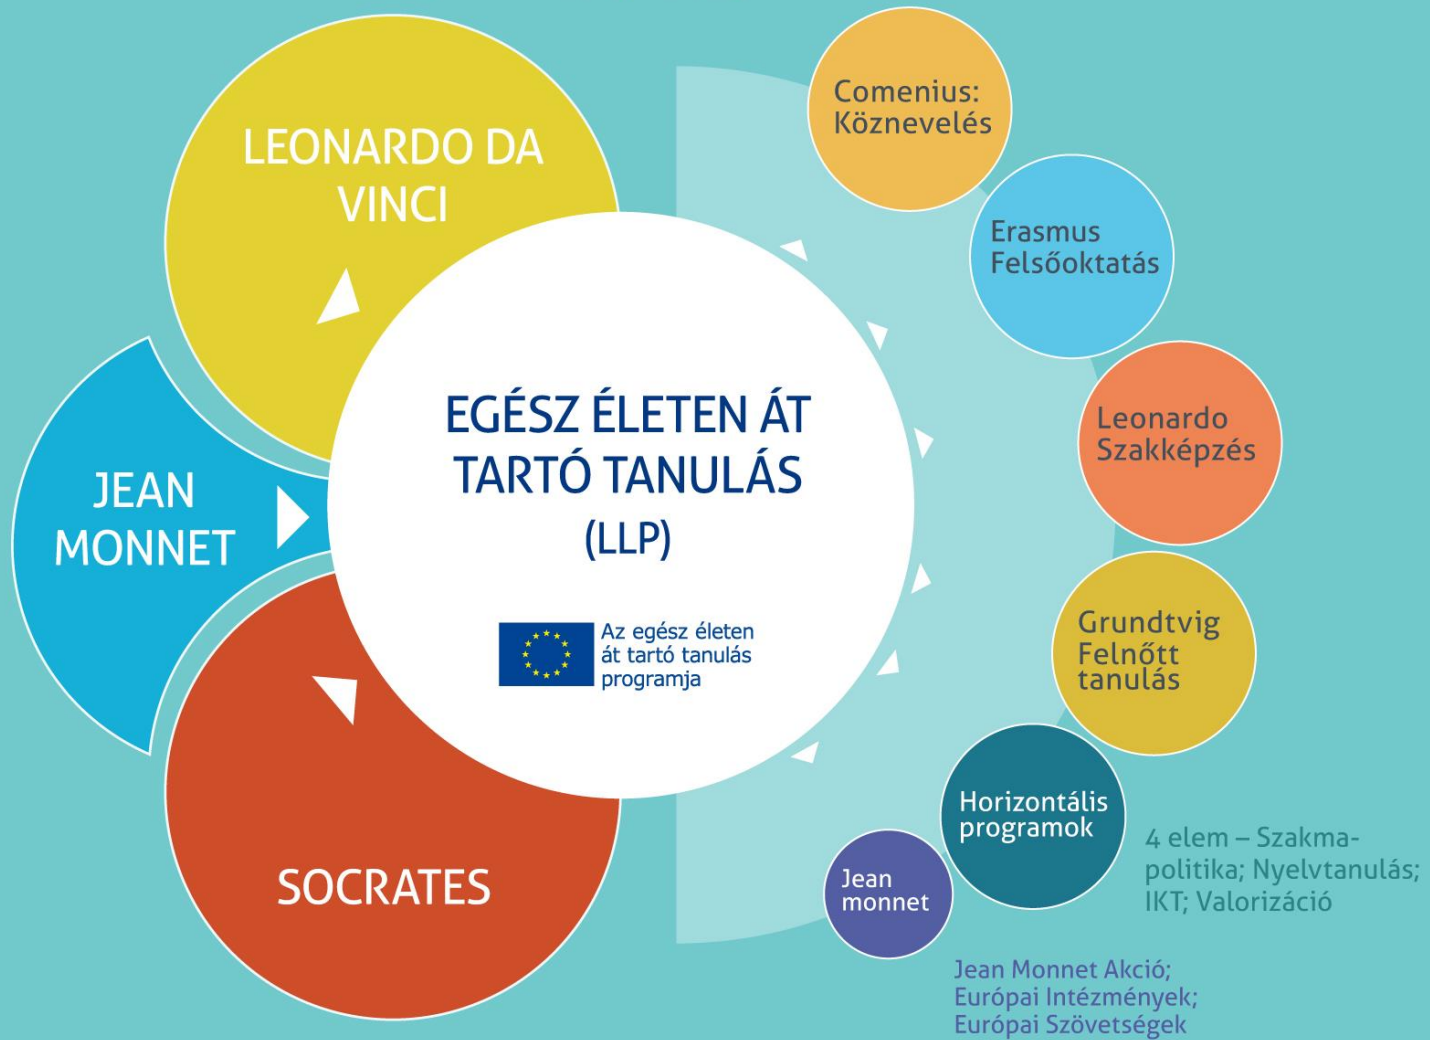 LEONARDO DA
VINCI
JEAN
MONNET
SOCRATES
EGÉSZ ÉLETEN ÁT
TARTÓ TANULÁS
(LLP)
Az egész életen
át tartó tanulás
programja
Comenius:
Köznevelés
Erasmus
Felsőoktatás
Leonardo
Szakképzés
Grundtvig
Felnőtt
tanulás
Horizontális
programok
4 elem – Szakma-
politika; Nyelvtanulás;
IKT; Valorizáció
Jean
monnet
Jean Monnet Akció;
Európai Intézmények;
Európai Szövetségek